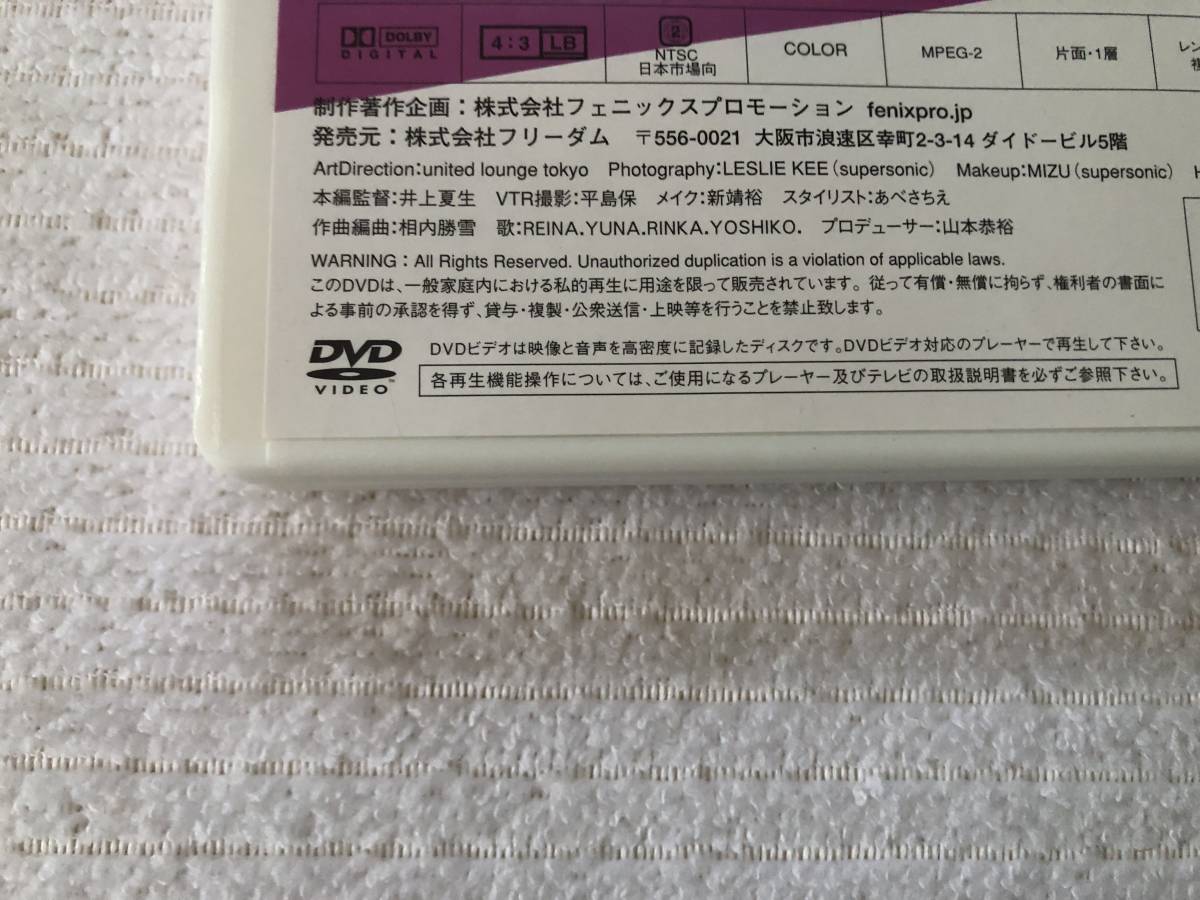 DOLBY DIGITAL 4:3 LB 2 NTSC 日本市場向 COLOR MPEG-2 片面・1層
制作著作企画：株式会社フェニックスプロモーション fenixpro.jp
発売元：株式会社フリーダム 〒556-0021 大阪市浪速区幸町2-3-14 ダイドービル5階
ArtDirection:united lounge tokyo Photography:LESLIE KEE(supersonic) Makeup:MIZU(supersonic)
本編監督:井上夏生 VTR撮影:平島保 メイク:新靖裕 スタイリスト:あべさちえ
作曲編曲:相内勝雪 歌:REINA.YUNA.RINKA.YOSHIKO. プロデューサー:山本恭裕
WARNING : All Rights Reserved. Unauthorized duplication is a violation of applicable laws.
このDVDは、一般家庭内における私的再生に用途を限って販売されています。従って有償・無償に拘らず、権利者の書面に
よる事前の承認を得ず、貸与・複製・公衆送信・上映等を行うことを禁止致します。
DVD VIDEO ™ DVDビデオは映像と音声を高密度に記録したディスクです。DVDビデオ対応のプレーヤーで再生して下さい。
各再生機能操作については、ご使用になるプレーヤー及びテレビの取扱説明書を必ずご参照下さい。